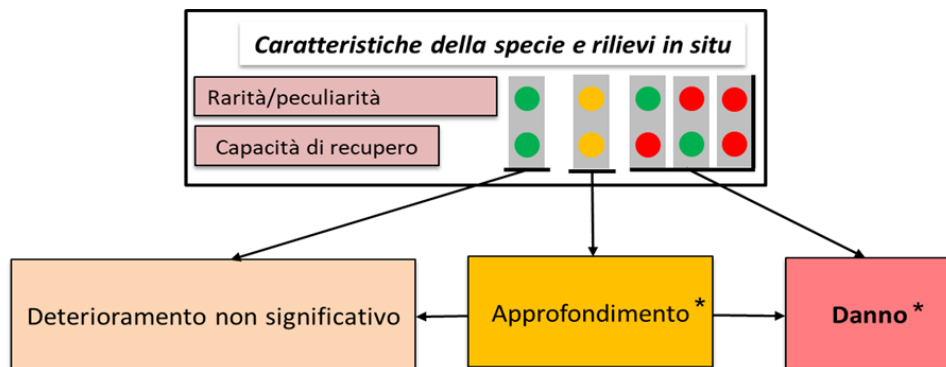 Caratteristiche della specie e rilievi in situ
Rarità/peculiarità
Capacità di recupero
Deterioramento non significativo
Approfondimento *
Danno *